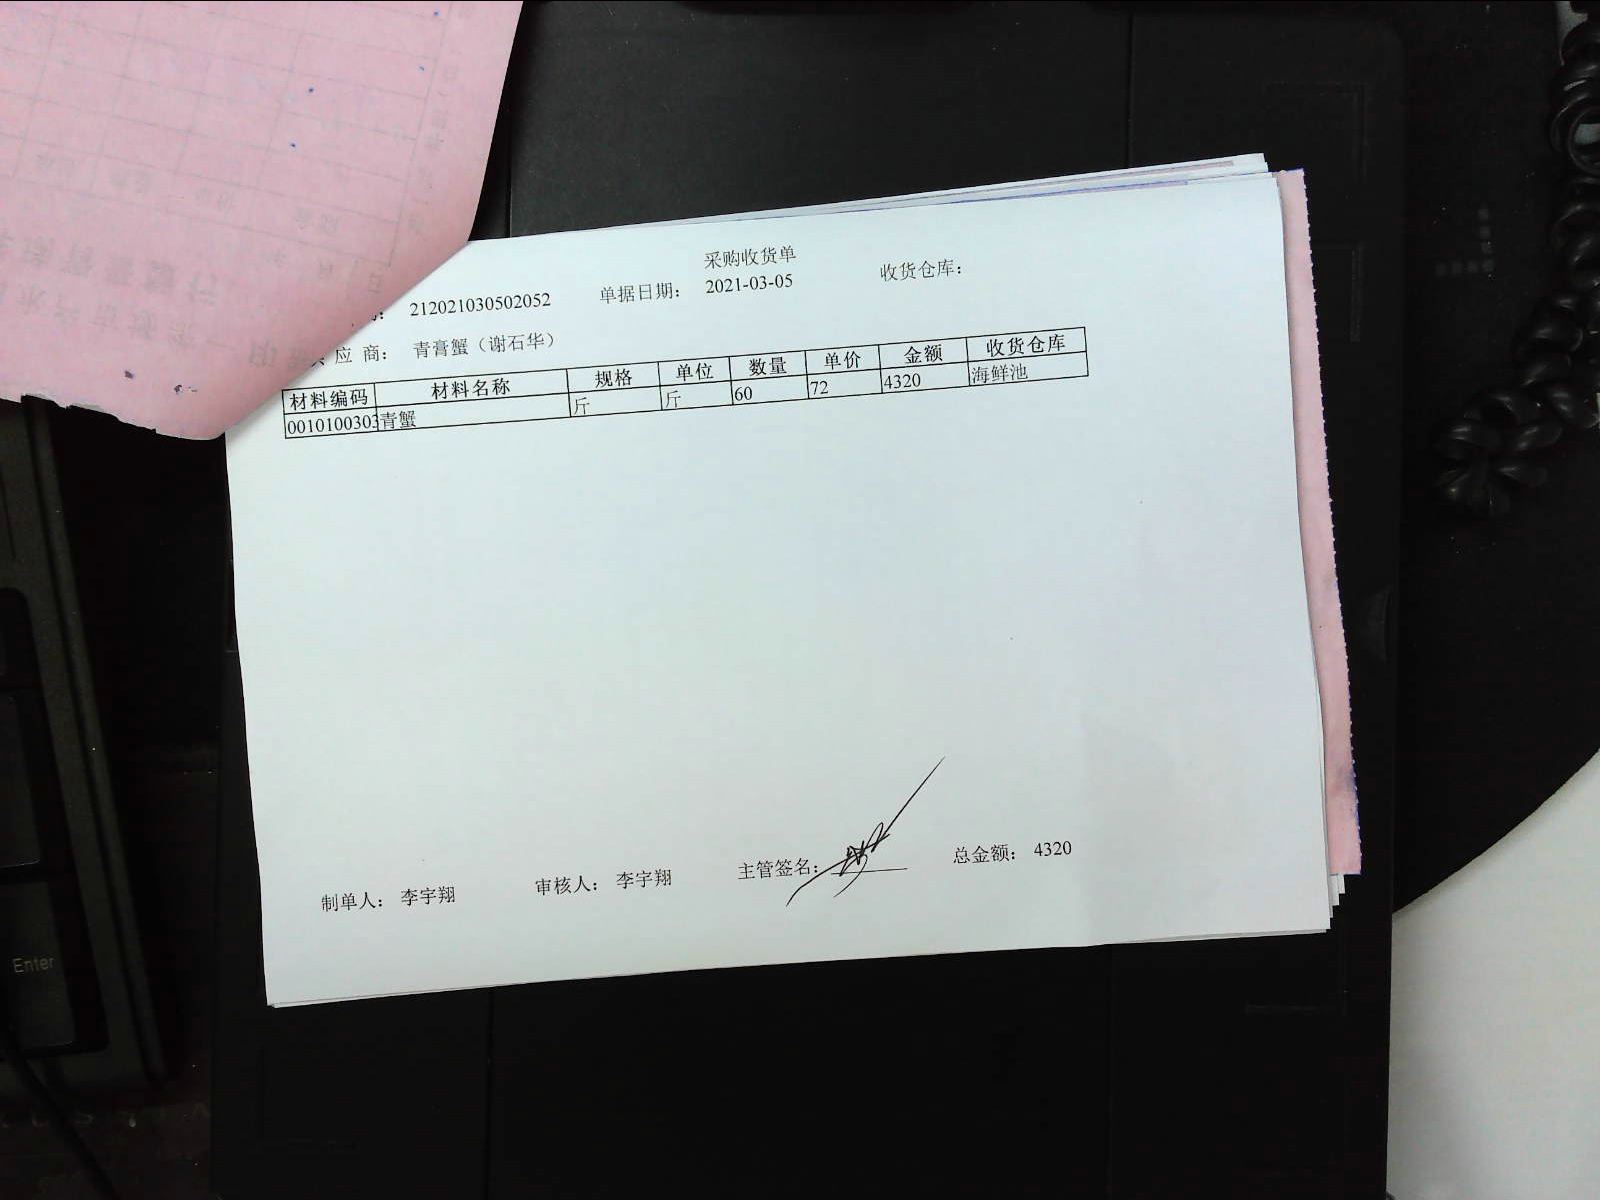 采购收货单
212021030502052 单据日期： 2021-03-05 收货仓库：
应 商： 青膏蟹（谢石华）
材料编码 材料名称 规格 单位 数量 单价 金额 收货仓库
0010100303 青蟹 斤 斤 60 72 4320 海鲜池
制单人： 李宇翔 审核人： 李宇翔 主管签名： 总金额： 4320
Enter